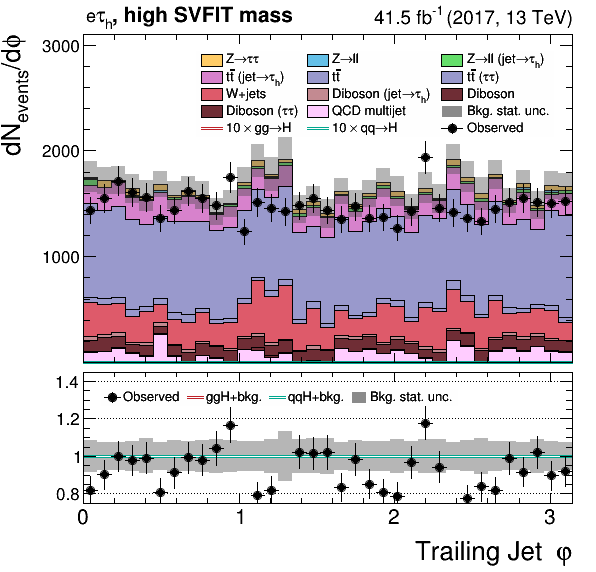 eτh, high SVFIT mass 41.5 fb⁻¹ (2017, 13 TeV)
dNevents/dφ
3000
2000
1000
Z→ττ Z→ll Z→ll (jet→τh)
tt̄ (jet→τh) tt̄ tt̄ (ττ)
W+jets Diboson (jet→τh) Diboson
Diboson (ττ) QCD multijet Bkg. stat. unc.
10 × gg→H 10 × qq→H Observed
1.4
1.2
1
0.8
Observed ggH+bkg. qqH+bkg. Bkg. stat. unc.
0 1 2 3
Trailing Jet φ